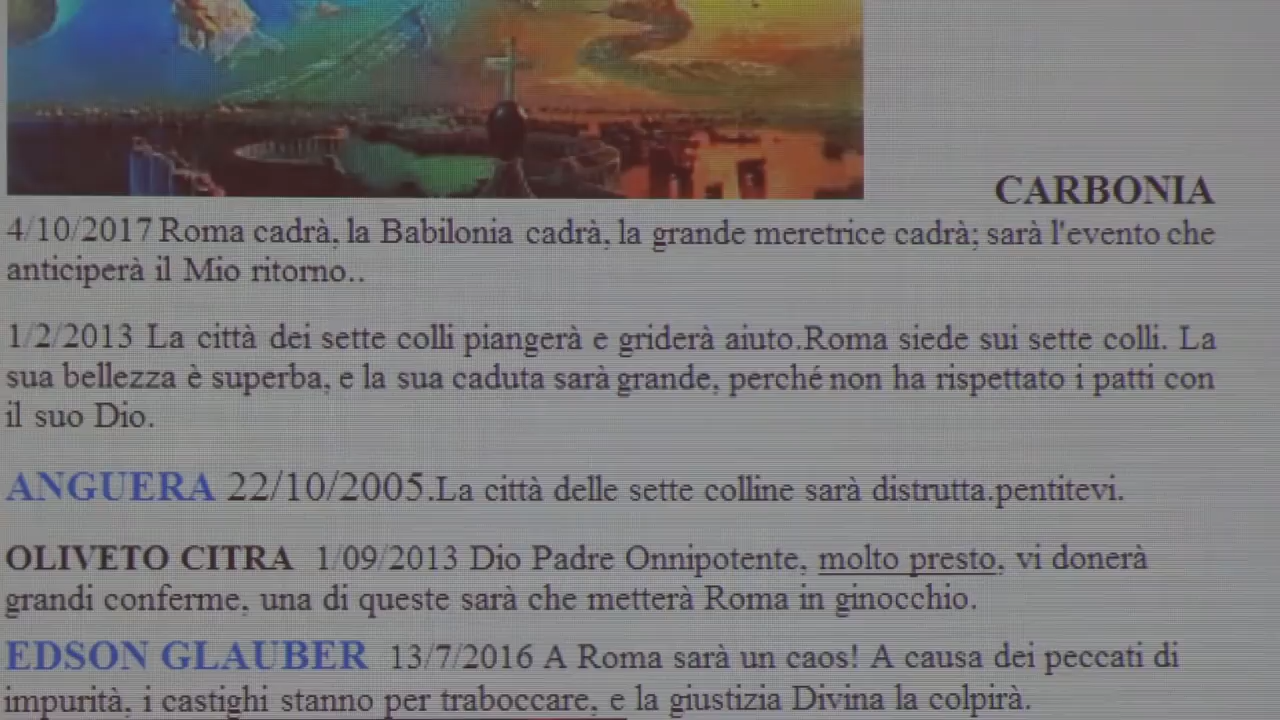 CARBONIA
4/10/2017 Roma cadrà, la Babilonia cadrà, la grande meretrice cadrà; sarà l'evento che
anticiperà il Mio ritorno..
1/2/2013 La città dei sette colli piangerà e griderà aiuto.Roma siede sui sette colli. La
sua bellezza è superba, e la sua caduta sarà grande, perché non ha rispettato i patti con
il suo Dio.
ANGUERA 22/10/2005.La città delle sette colline sarà distrutta.pentitevi.
OLIVETO CITRA 1/09/2013 Dio Padre Onnipotente, molto presto, vi donerà
grandi conferme, una di queste sarà che metterà Roma in ginocchio.
EDSON GLAUBER 13/7/2016 A Roma sarà un caos! A causa dei peccati di
impurità, i castighi stanno per traboccare, e la giustizia Divina la colpirà.